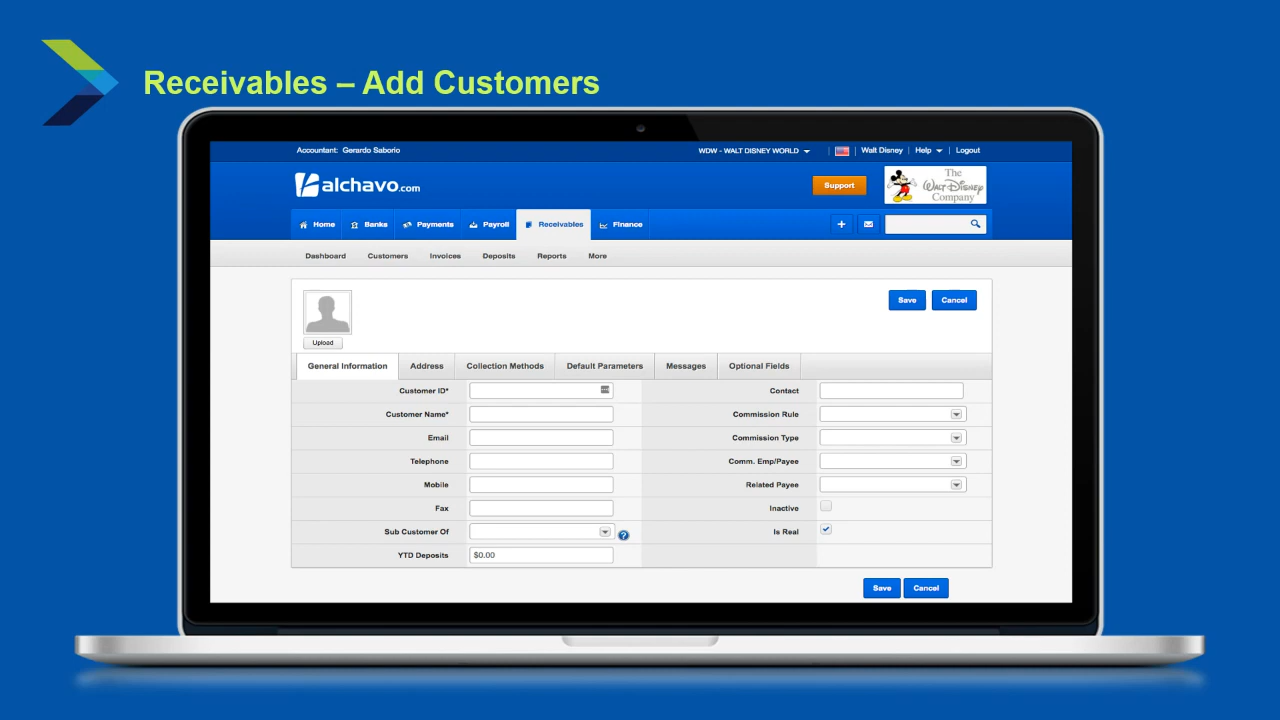 Receivables – Add Customers
Accountant: Gerardo Saborio
WDW - WALT DISNEY WORLD
Walt Disney | Help | Logout
alchavo.com
Support
The
WALT DISNEY
Company
Home Banks Payments Payroll Receivables Finance
Dashboard Customers Invoices Deposits Reports More
Save Cancel
Upload
General Information Address Collection Methods Default Parameters Messages Optional Fields
Customer ID* Contact
Customer Name* Commission Rule
Email Commission Type
Telephone Comm. Emp/Payee
Mobile Related Payee
Fax Inactive
Sub Customer Of ? Is Real
YTD Deposits $0.00
Save Cancel